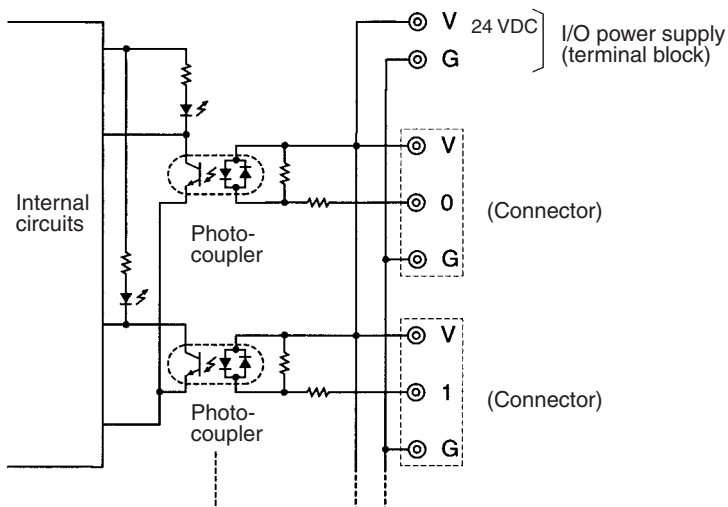 V 24 VDC I/O power supply
G (terminal block)
V
Internal
circuits
0 (Connector)
Photo-
coupler
G
V
1 (Connector)
Photo-
coupler
G